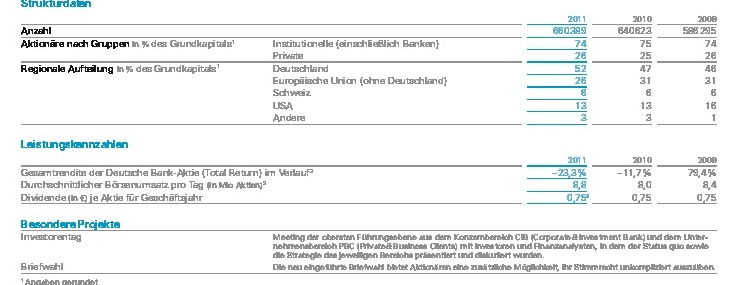 Strukturdaten
2011 2010 2009
Anzahl 660389 640623 586295
Aktionäre nach Gruppen in % des Grundkapitals¹ Institutionelle (einschließlich Banken) 74 75 74
Private 26 25 26
Regionale Aufteilung in % des Grundkapitals¹ Deutschland 52 47 46
Europäische Union (ohne Deutschland) 26 31 31
Schweiz 6 6 6
USA 13 13 16
Andere 3 3 1
Leistungskennzahlen
2011 2010 2009
Gesamtrendite der Deutsche Bank-Aktie (Total Return) im Verlauf² –23,3% –11,7% 79,4%
Durchschnittlicher Börsenumsatz pro Tag (in Mio Aktien)³ 8,8 8,0 8,4
Dividende (in €) je Aktie für Geschäftsjahr 0,75⁴ 0,75 0,75
Besondere Projekte
Investorentag Meeting der obersten Führungsebene aus dem Konzernbereich CIB (Corporate & Investment Bank) und dem Unter-
nehmensbereich PBC (Private & Business Clients) mit Investoren und Finanzanalysten, in dem der Status quo sowie
die Strategie des jeweiligen Bereichs präsentiert und diskutiert wurden.
Briefwahl Die neu eingeführte Briefwahl bietet Aktionären eine zusätzliche Möglichkeit, ihr Stimmrecht unkompliziert auszuüben.
¹ Angaben gerundet